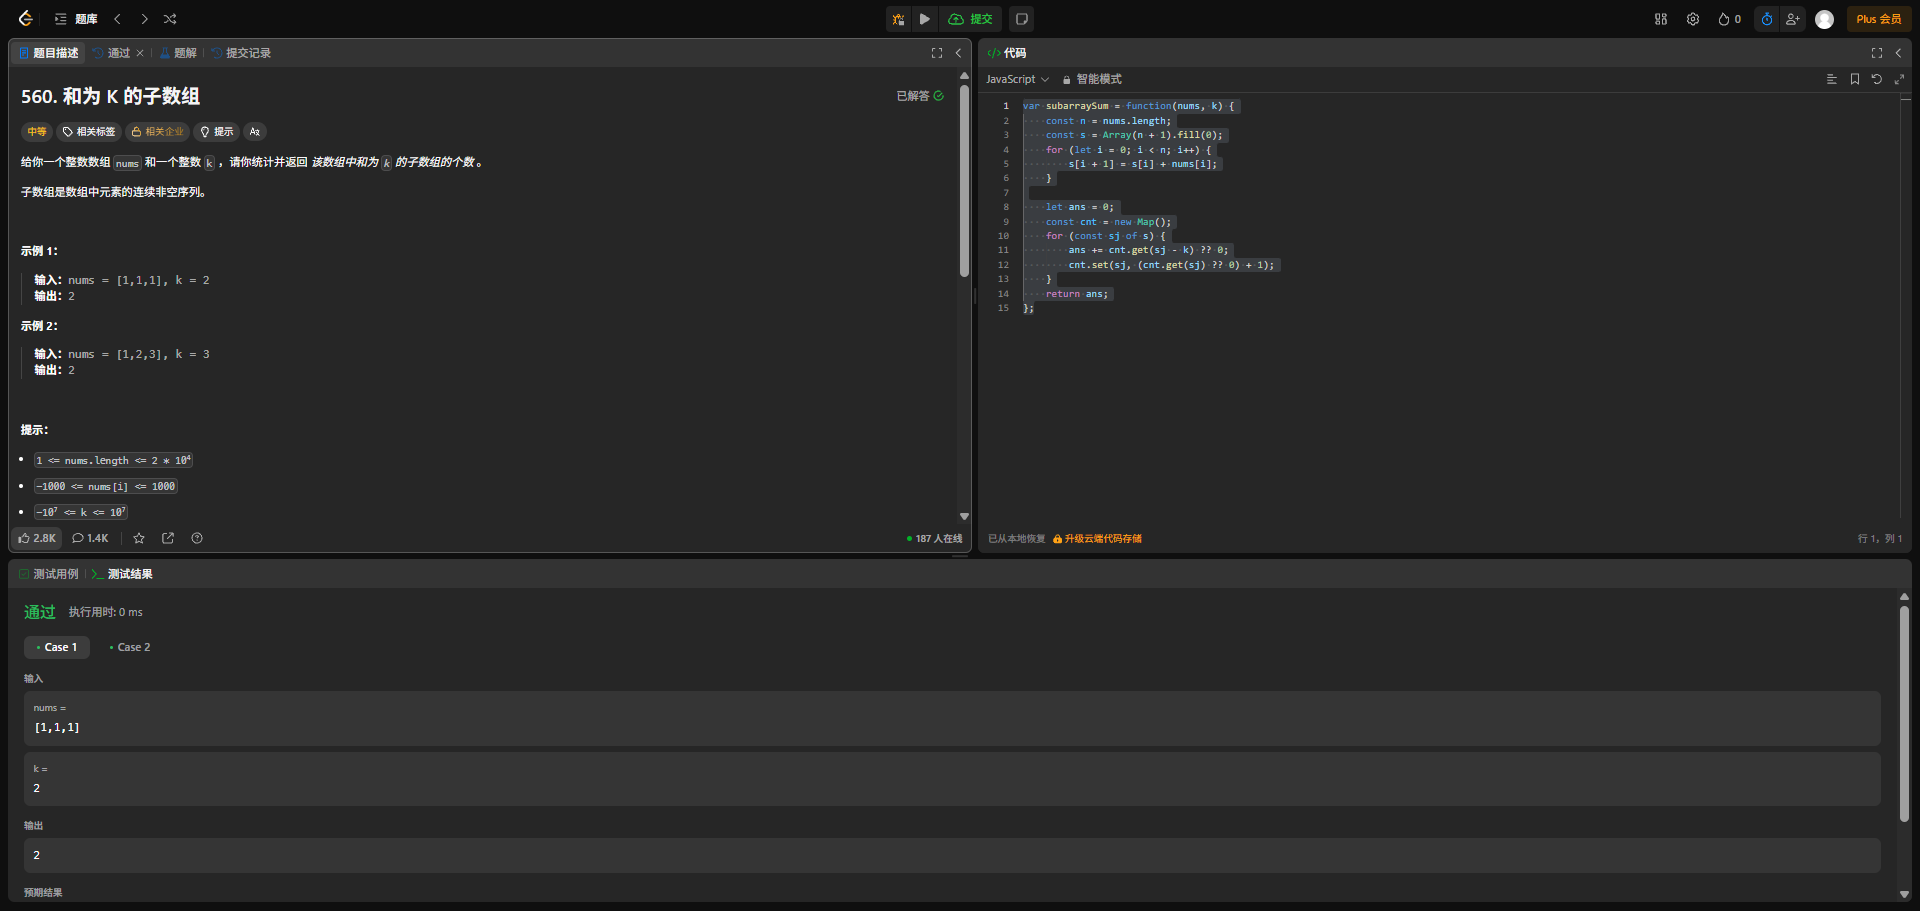 题库
提交
0
Plus 会员
题目描述
通过
题解
提交记录
560. 和为 K 的子数组
已解答
中等
相关标签
相关企业
提示
给你一个整数数组 nums 和一个整数 k ，请你统计并返回 该数组中和为 k 的子数组的个数 。
子数组是数组中元素的连续非空序列。
示例 1：
输入：nums = [1,1,1], k = 2
输出：2
示例 2：
输入：nums = [1,2,3], k = 3
输出：2
提示：
1 <= nums.length <= 2 * 10⁴
-1000 <= nums[i] <= 1000
-10⁷ <= k <= 10⁷
2.8K
1.4K
187 人在线
</> 代码
JavaScript
智能模式
1 var subarraySum = function(nums, k) {
2 ····const n = nums.length;
3 ····const s = Array(n + 1).fill(0);
4 ····for (let i = 0; i < n; i++) {
5 ········s[i + 1] = s[i] + nums[i];
6 ····}
7
8 ····let ans = 0;
9 ····const cnt = new Map();
10 ····for (const sj of s) {
11 ········ans += cnt.get(sj - k) ?? 0;
12 ········cnt.set(sj, (cnt.get(sj) ?? 0) + 1);
13 ····}
14 ····return ans;
15 };
已从本地恢复
升级云端代码存储
行 1，列 1
测试用例
测试结果
通过
执行用时: 0 ms
Case 1
Case 2
输入
nums =
[1,1,1]
k =
2
输出
2
预期结果